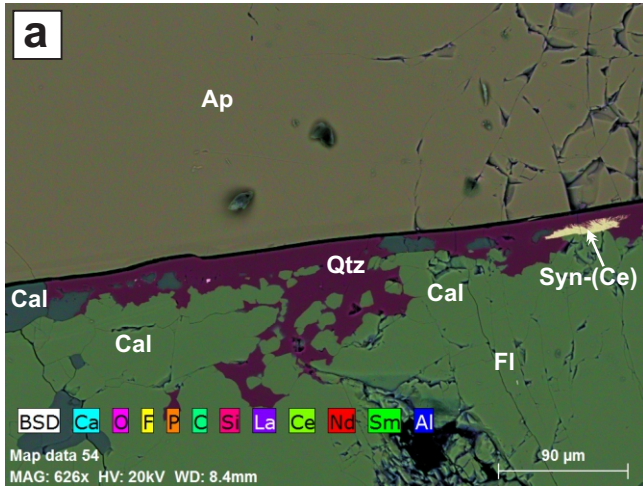 a
Ap
Qtz
Cal
Cal
Syn-(Ce)
Cal
Fl
BSD Ca O F P C Si La Ce Nd Sm Al
Map data 54
MAG: 626x HV: 20kV WD: 8.4mm
90 µm